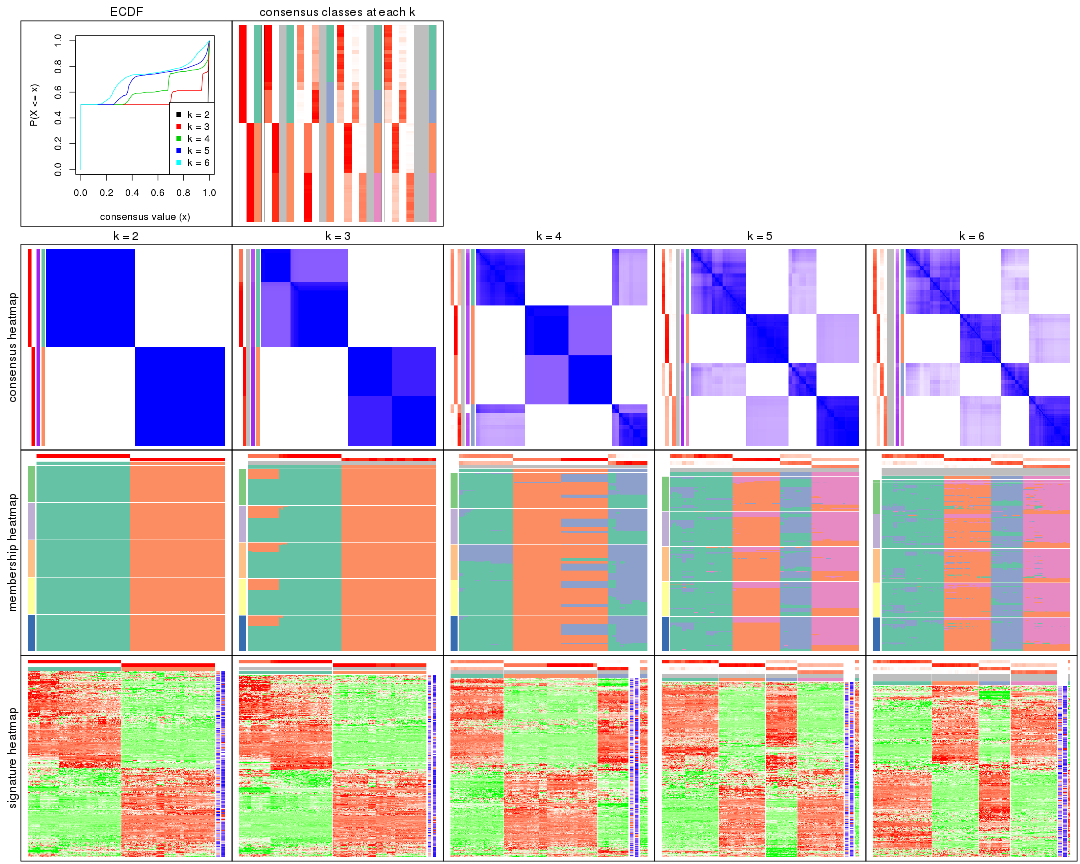 ECDF
consensus classes at each k
P(X <= x)
0.0
0.2
0.4
0.6
0.8
1.0
k = 2
k = 3
k = 4
k = 5
k = 6
0.0 0.2 0.4 0.6 0.8 1.0
consensus value (x)
k = 2
k = 3
k = 4
k = 5
k = 6
consensus heatmap
membership heatmap
signature heatmap